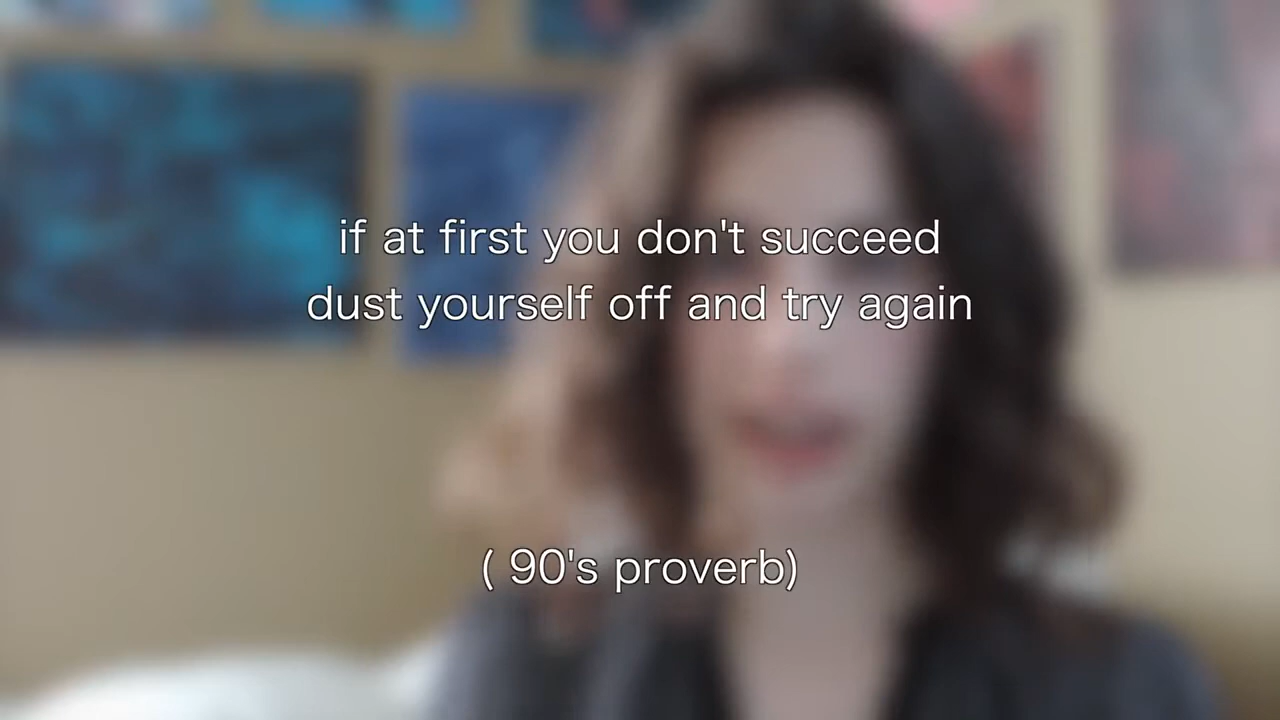 if at first you don't succeed
dust yourself off and try again
( 90's proverb)